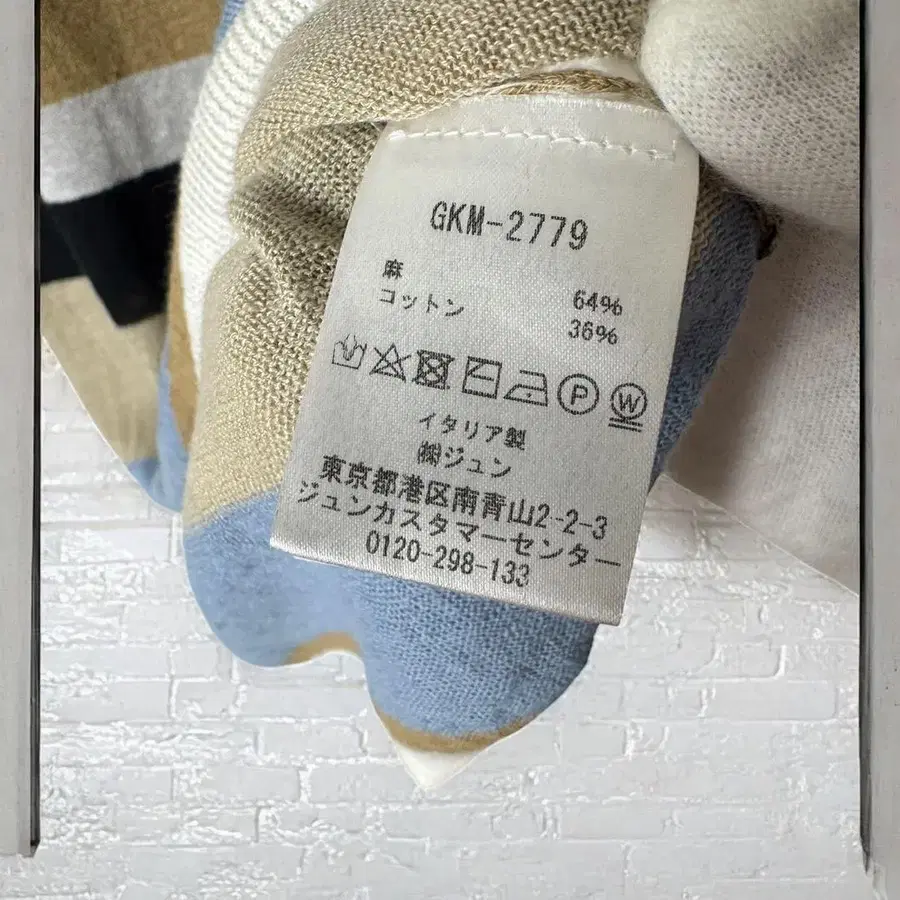 GKM-2779
麻 64%
コットン 36%
P W
イタリア製
㈱ジュン
東京都港区南青山2-2-3
ジュンカスタマーセンター
0120-298-133